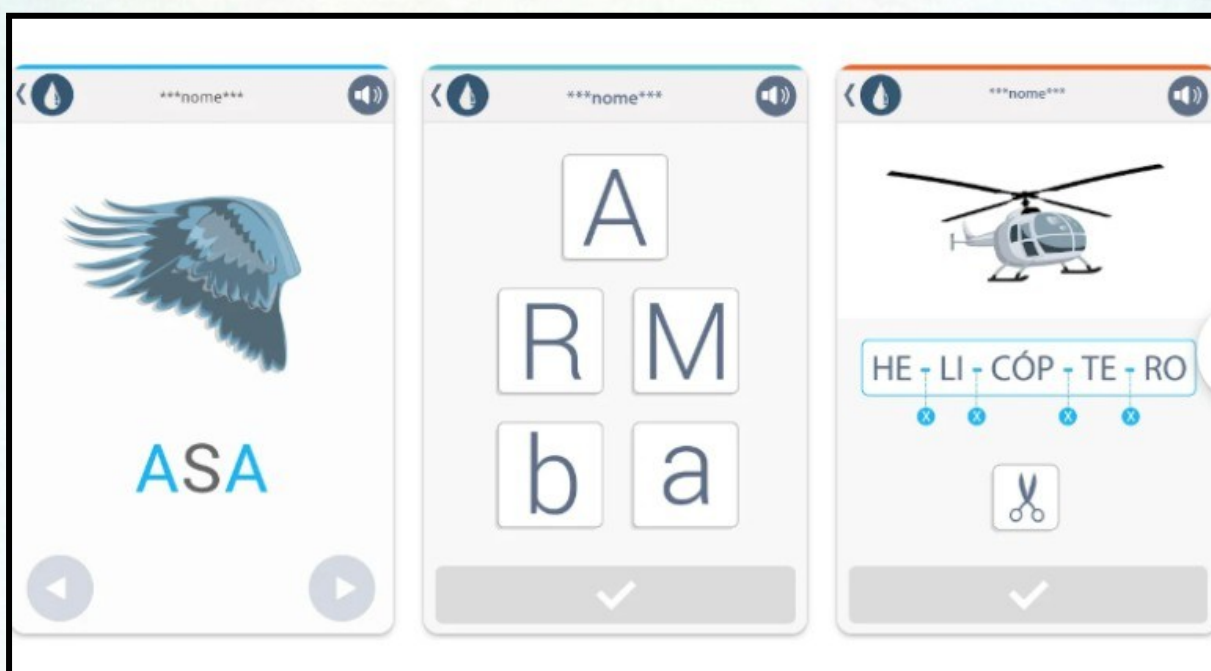 ***nome***
ASA
***nome***
A
R M
b a
***nome***
HE - LI - CÓP - TE - RO
X X X X